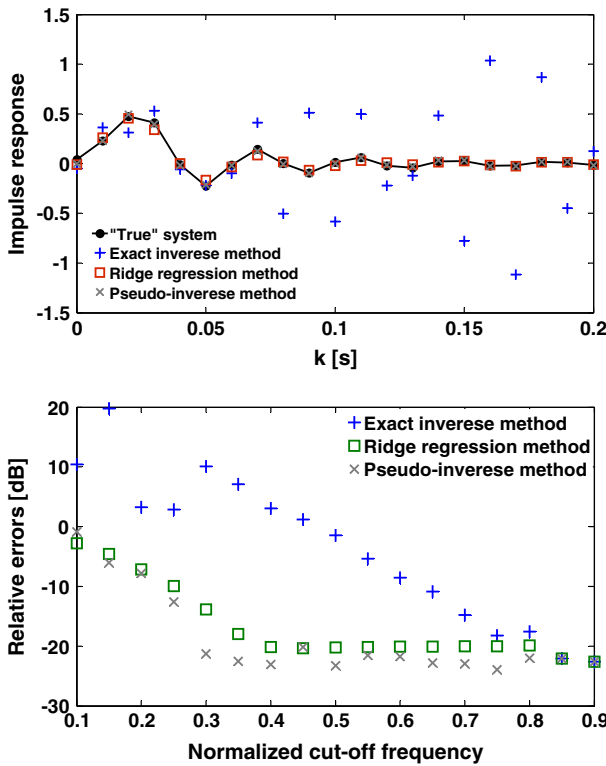 1.5
1
0.5
0
-0.5
-1
-1.5
Impulse response
"True" system
Exact inverese method
Ridge regression method
Pseudo-inverese method
0 0.05 0.1 0.15 0.2
k [s]
20
10
0
-10
-20
-30
Relative errors [dB]
Exact inverese method
Ridge regression method
Pseudo-inverese method
0.1 0.2 0.3 0.4 0.5 0.6 0.7 0.8 0.9
Normalized cut-off frequency